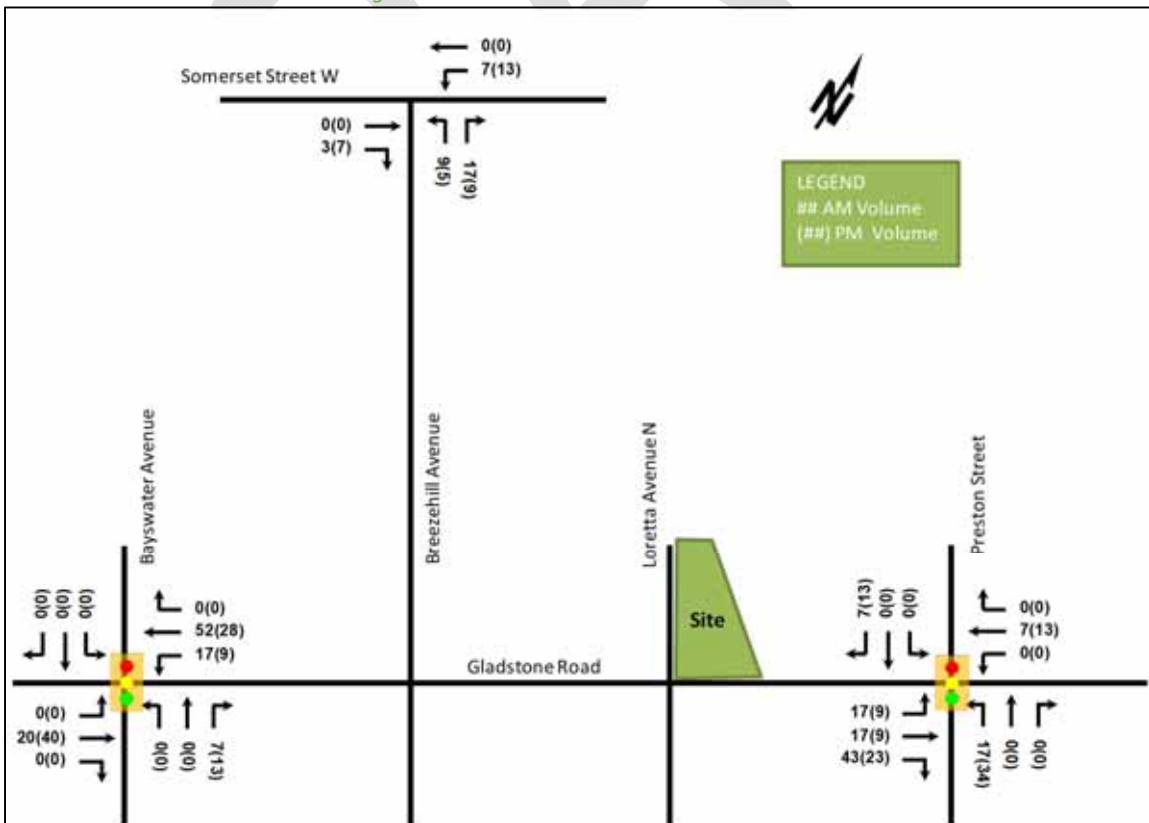 0(0)
7(13)
Somerset Street W
0(0)
3(7)
9(5)
17(9)
N
LEGEND
## AM Volume
(##) PM  Volume
Bayswater Avenue
Breezehill Avenue
Loretta Avenue N
Preston Street
0(0)
0(0)
0(0)
0(0)
52(28)
17(9)
Gladstone Road
Site
7(13)
0(0)
0(0)
0(0)
7(13)
0(0)
0(0)
20(40)
0(0)
0(0)
0(0)
7(13)
17(9)
17(9)
43(23)
17(34)
0(0)
0(0)